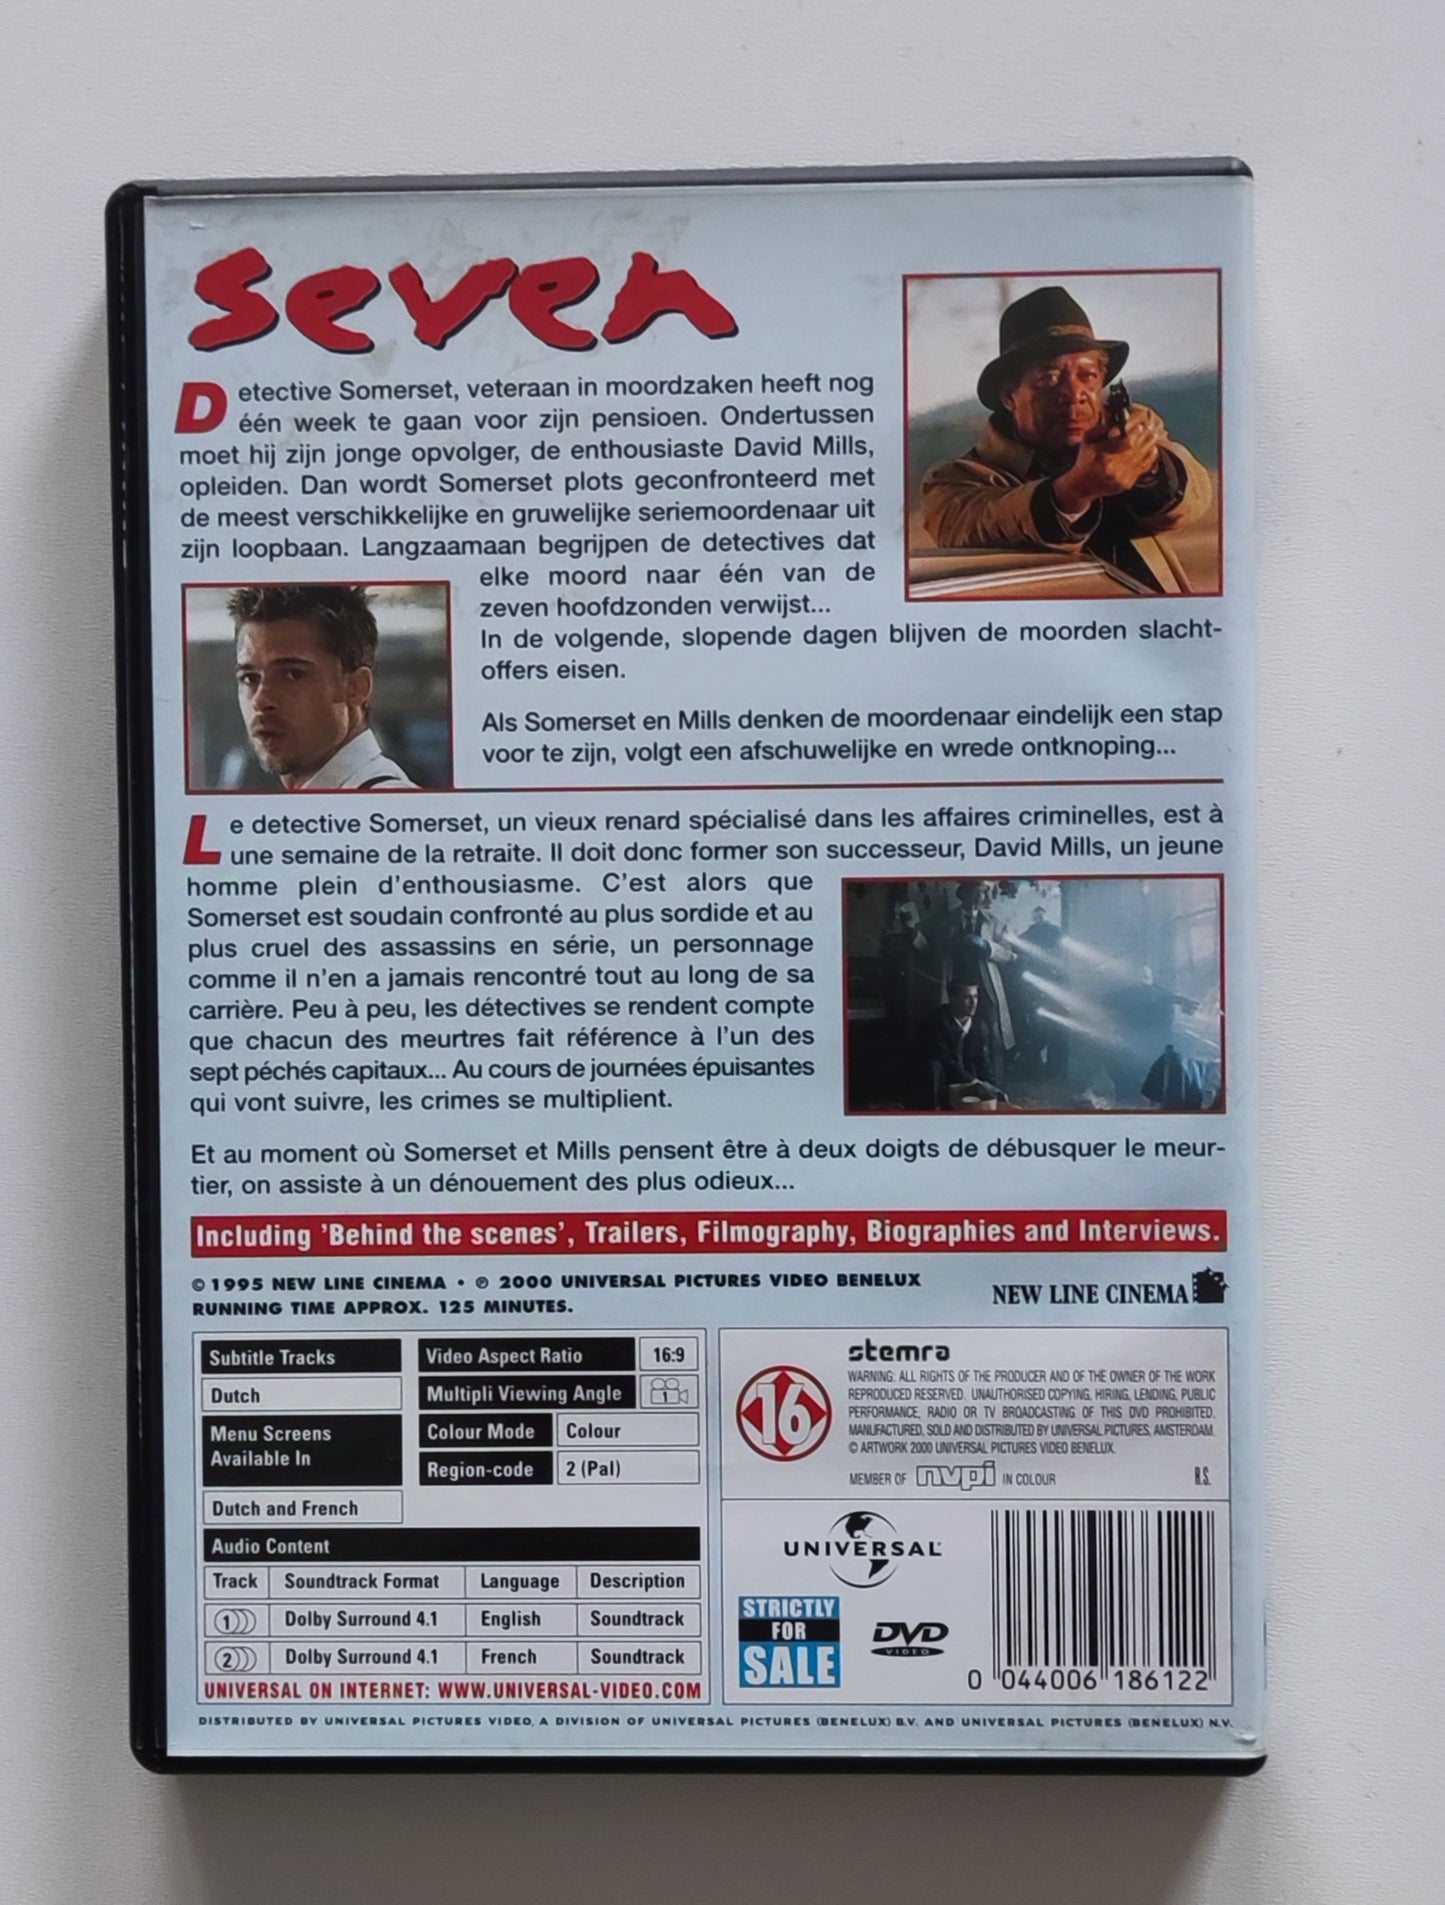 seven
Detective Somerset, veteraan in moordzaken heeft nog
één week te gaan voor zijn pensioen. Ondertussen
moet hij zijn jonge opvolger, de enthousiaste David Mills,
opleiden. Dan wordt Somerset plots geconfronteerd met
de meest verschikkelijke en gruwelijke seriemoordenaar uit
zijn loopbaan. Langzaamaan begrijpen de detectives dat
elke moord naar één van de
zeven hoofdzonden verwijst...
In de volgende, slopende dagen blijven de moorden slacht-
offers eisen.
Als Somerset en Mills denken de moordenaar eindelijk een stap
voor te zijn, volgt een afschuwelijke en wrede ontknoping...
Le detective Somerset, un vieux renard spécialisé dans les affaires criminelles, est à
une semaine de la retraite. Il doit donc former son successeur, David Mills, un jeune
homme plein d'enthousiasme. C'est alors que
Somerset est soudain confronté au plus sordide et au
plus cruel des assassins en série, un personnage
comme il n'en a jamais rencontré tout au long de sa
carrière. Peu à peu, les détectives se rendent compte
que chacun des meurtres fait référence à l'un des
sept péchés capitaux... Au cours de journées épuisantes
qui vont suivre, les crimes se multiplient.
Et au moment où Somerset et Mills pensent être à deux doigts de débusquer le meur-
tier, on assiste à un dénouement des plus odieux...
Including 'Behind the scenes', Trailers, Filmography, Biographies and Interviews.
© 1995 NEW LINE CINEMA • ℗ 2000 UNIVERSAL PICTURES VIDEO BENELUX
RUNNING TIME APPROX. 125 MINUTES.
NEW LINE CINEMA
Subtitle Tracks
Dutch
Menu Screens
Available In
Dutch and French
Video Aspect Ratio 16:9
Multipli Viewing Angle 1
Colour Mode Colour
Region-code 2 (Pal)
Audio Content
Track Soundtrack Format Language Description
1 Dolby Surround 4.1 English Soundtrack
2 Dolby Surround 4.1 French Soundtrack
UNIVERSAL ON INTERNET: WWW.UNIVERSAL-VIDEO.COM
16
stemra
WARNING: ALL RIGHTS OF THE PRODUCER AND OF THE OWNER OF THE WORK
REPRODUCED RESERVED. UNAUTHORISED COPYING, HIRING, LENDING, PUBLIC
PERFORMANCE, RADIO OR TV BROADCASTING OF THIS DVD PROHIBITED.
MANUFACTURED, SOLD AND DISTRIBUTED BY UNIVERSAL PICTURES, AMSTERDAM.
© ARTWORK 2000 UNIVERSAL PICTURES VIDEO BENELUX.
MEMBER OF nvpi IN COLOUR R.S.
UNIVERSAL
STRICTLY
FOR
SALE
DVD
VIDEO
0 044006 186122
DISTRIBUTED BY UNIVERSAL PICTURES VIDEO, A DIVISION OF UNIVERSAL PICTURES (BENELUX) B.V. AND UNIVERSAL PICTURES (BENELUX) N.V.